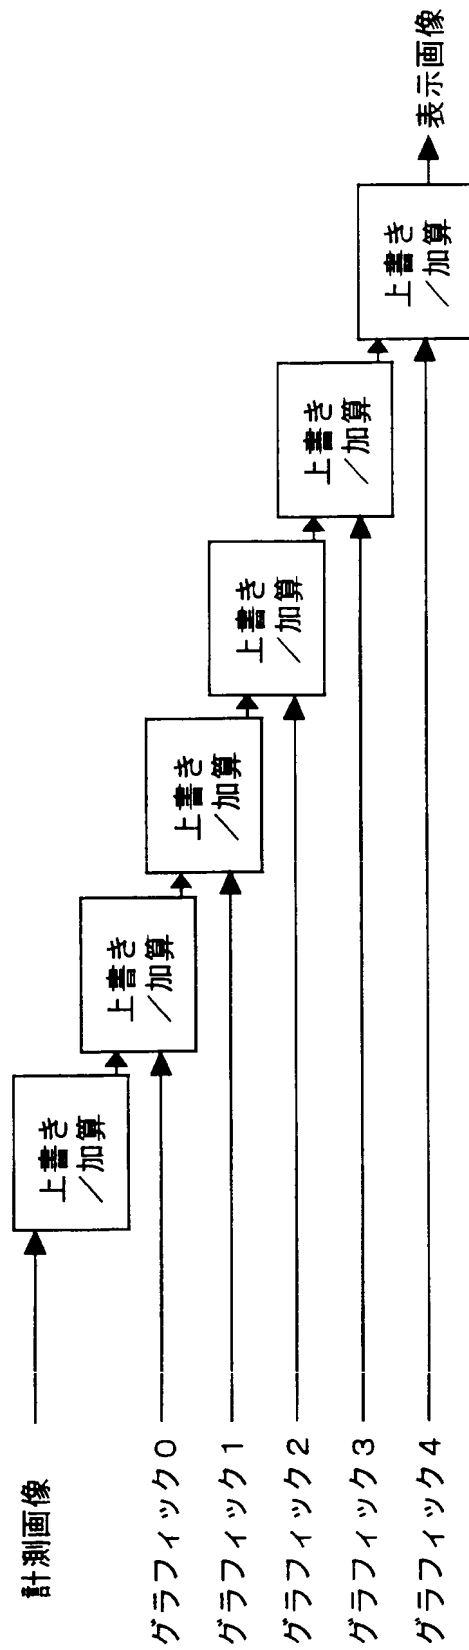 計測画像
グラフィック0
グラフィック1
グラフィック2
グラフィック3
グラフィック4
上書き
/加算
上書き
/加算
上書き
/加算
上書き
/加算
上書き
/加算
上書き
/加算
表示画像